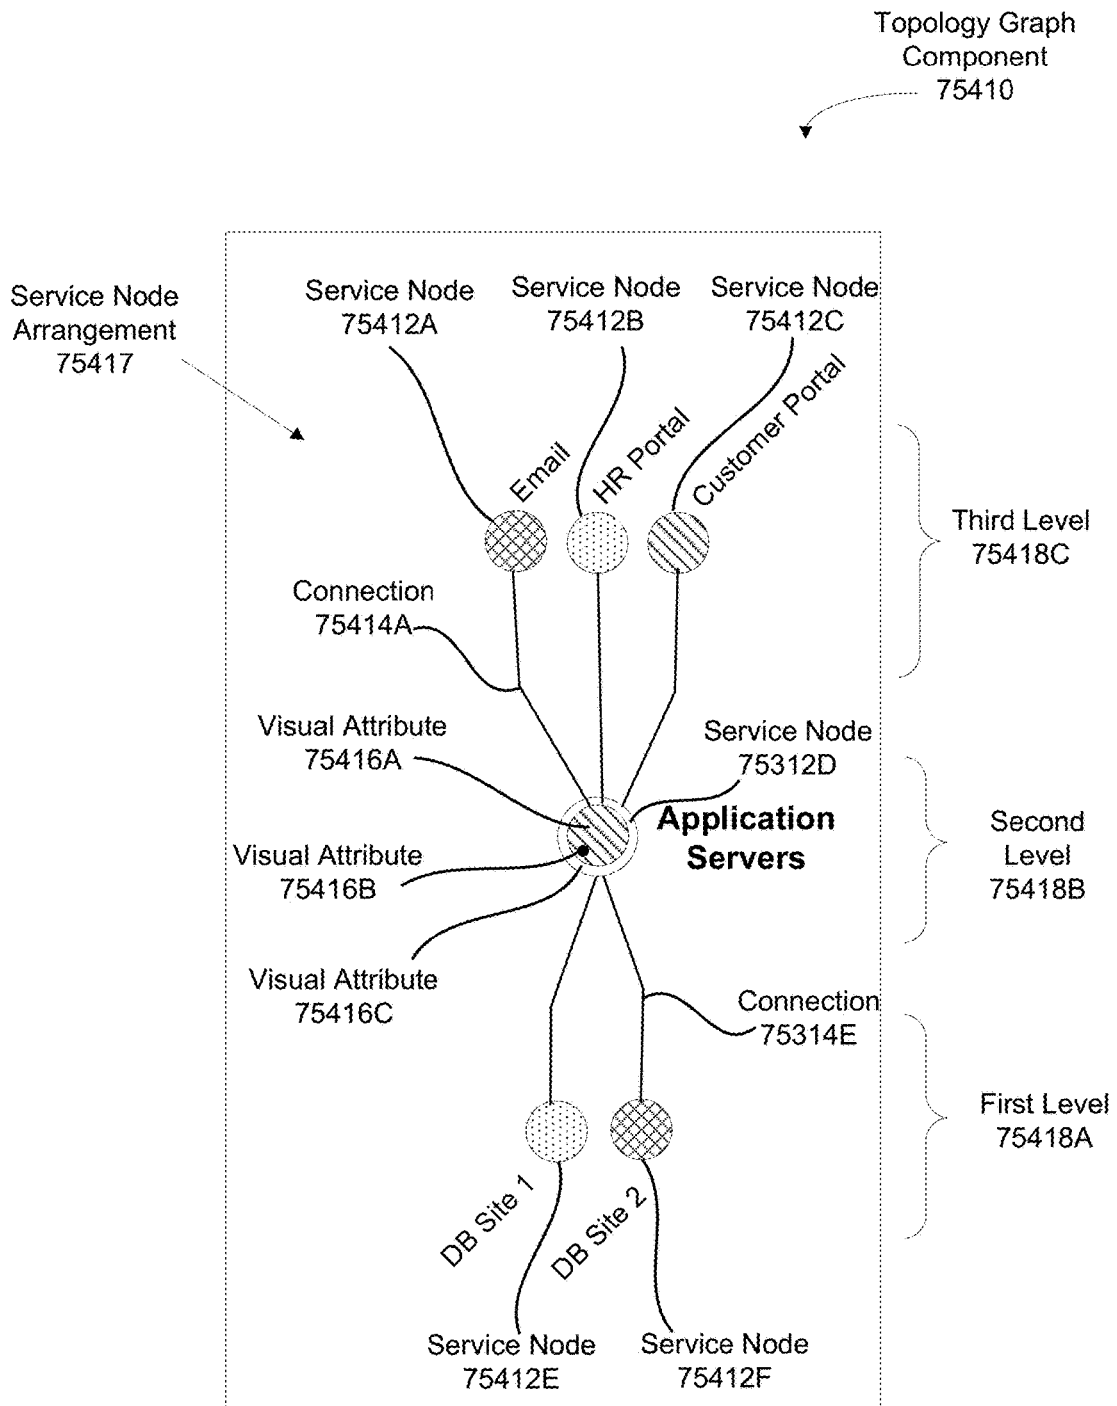 Topology Graph
Component
75410
Service Node
Arrangement
75417
Service Node
75412A
Service Node
75412B
Service Node
75412C
Email
HR Portal
Customer Portal
Third Level
75418C
Connection
75414A
Visual Attribute
75416A
Service Node
75312D
Application
Servers
Visual Attribute
75416B
Second
Level
75418B
Visual Attribute
75416C
Connection
75314E
First Level
75418A
DB Site 1
DB Site 2
Service Node
75412E
Service Node
75412F